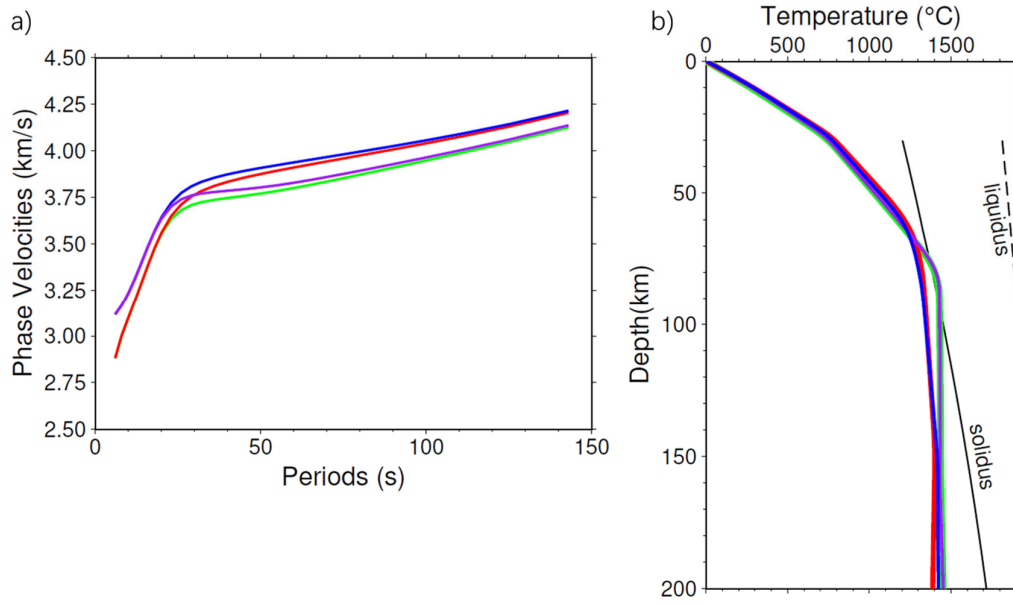 a)
4.50
4.25
4.00
3.75
3.50
3.25
3.00
2.75
2.50
Phase Velocities (km/s)
0 50 100 150
Periods (s)
b)
Temperature (°C)
0 500 1000 1500
0
50
100
150
200
Depth(km)
liquidus
solidus